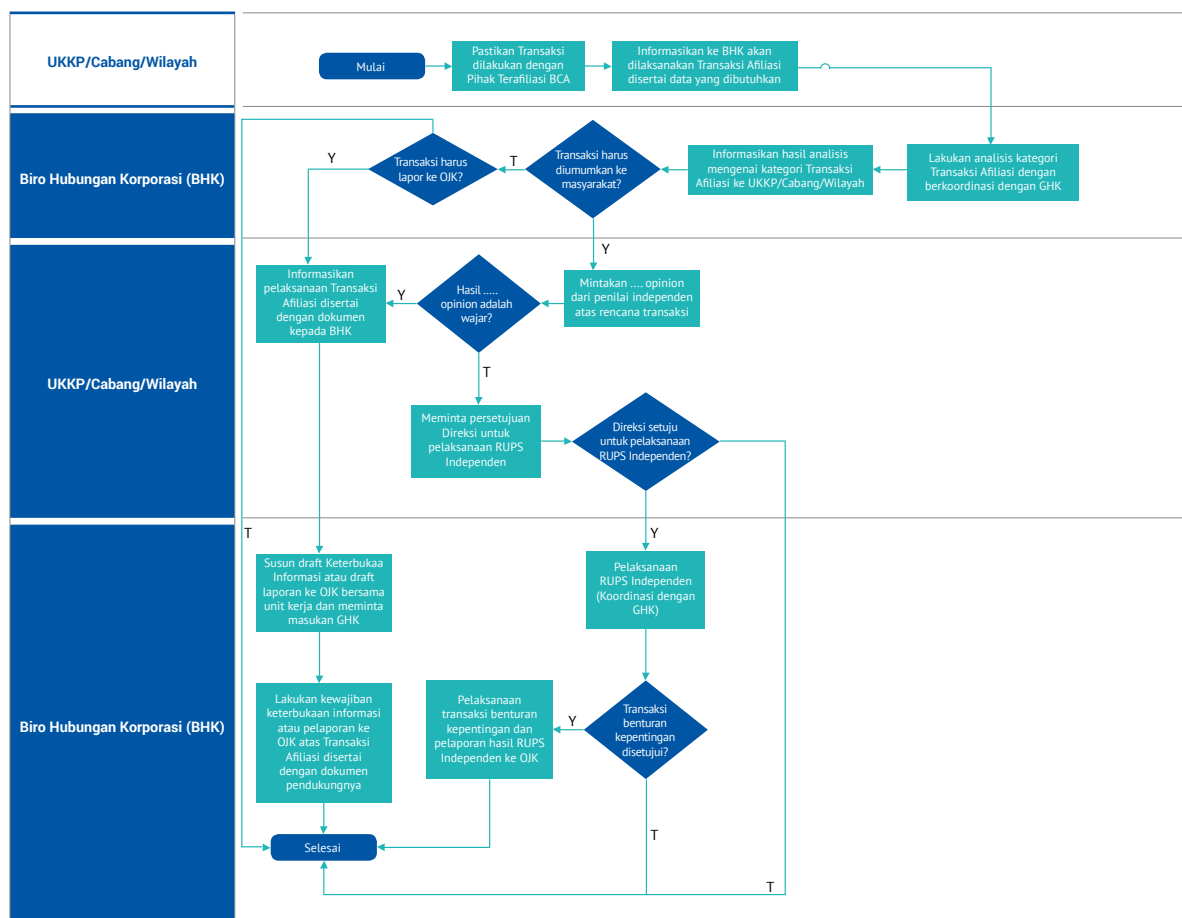 UKKP/Cabang/Wilayah
Mulai
Pastikan Transaksi
dilakukan dengan
Pihak Terafiliasi BCA
Informasikan ke BHK akan
dilaksanakan Transaksi Afiliasi
disertai data yang dibutuhkan
Biro Hubungan Korporasi (BHK)
Y
Transaksi harus
lapor ke OJK?
T
Transaksi harus
diumumkan ke
masyarakat?
Informasikan hasil analisis
mengenai kategori Transaksi
Afiliasi ke UKKP/Cabang/Wilayah
Lakukan analisis kategori
Transaksi Afiliasi dengan
berkoordinasi dengan GHK
Y
UKKP/Cabang/Wilayah
Informasikan
pelaksanaan Transaksi
Afiliasi disertai
dengan dokumen
kepada BHK
Y
Hasil .....
opinion adalah
wajar?
Mintakan .... opinion
dari penilai independen
atas rencana transaksi
T
Meminta persetujuan
Direksi untuk
pelaksanaan RUPS
Independen
Direksi setuju
untuk pelaksanaan
RUPS Independen?
T
Y
Biro Hubungan Korporasi (BHK)
Susun draft Keterbukaa
Informasi atau draft
laporan ke OJK bersama
unit kerja dan meminta
masukan GHK
Pelaksanaan
RUPS Independen
(Koordinasi dengan
GHK)
Lakukan kewajiban
keterbukaan informasi
atau pelaporan ke
OJK atas Transaksi
Afiliasi disertai
dengan dokumen
pendukungnya
Pelaksanaan
transaksi benturan
kepentingan dan
pelaporan hasil RUPS
Independen ke OJK
Y
Transaksi
benturan
kepentingan
disetujui?
T
Selesai
T